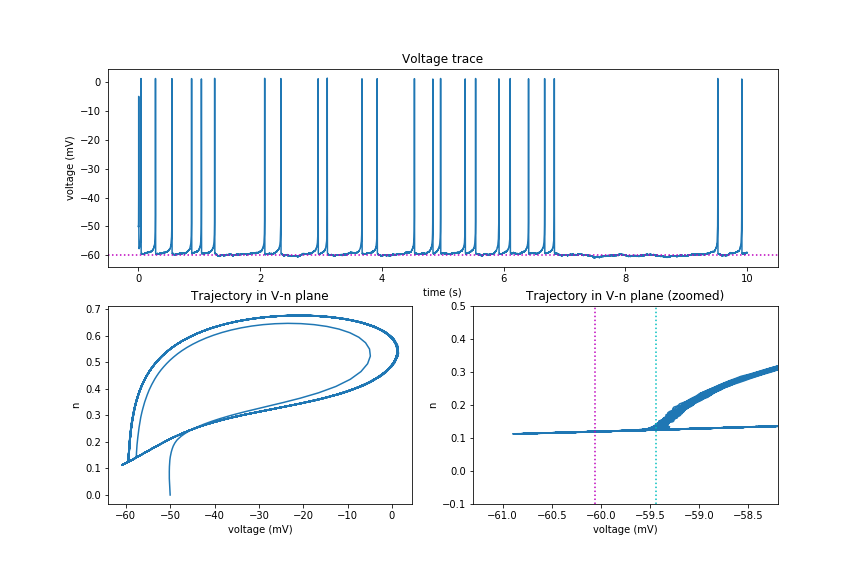 Voltage trace
voltage (mV)
0
−10
−20
−30
−40
−50
−60
0 2 4 6 8 10
time (s)
Trajectory in V-n plane
n
0.7
0.6
0.5
0.4
0.3
0.2
0.1
0.0
−60 −50 −40 −30 −20 −10 0
voltage (mV)
Trajectory in V-n plane (zoomed)
n
0.5
0.4
0.3
0.2
0.1
0.0
−0.1
−61.0 −60.5 −60.0 −59.5 −59.0 −58.5
voltage (mV)